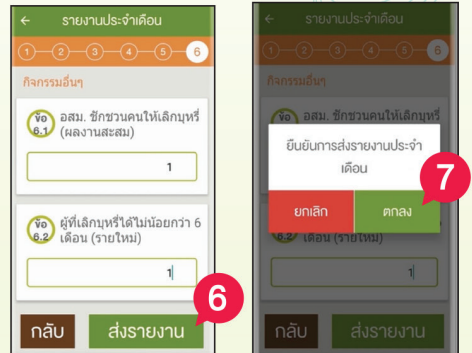 รายงานประจำเดือน
1 2 3 4 5 6
กิจกรรมอื่นๆ
ข้อ 6.1
อสม. ชักชวนคนให้เลิกบุหรี่
(ผลงานสะสม)
1
ข้อ 6.2
ผู้ที่เลิกบุหรี่ได้ไม่น้อยกว่า 6
เดือน (รายใหม่)
1
6
กลับ
ส่งรายงาน
รายงานประจำเดือน
1 2 3 4 5 6
กิจกรรมอื่นๆ
ข้อ
อสม. ชักชวนคนให้เลิกบุหรี่
ยืนยันการส่งรายงานประจำ
เดือน
7
ยกเลิก
ตกลง
6.2
เดือน (รายใหม่)
1
กลับ
ส่งรายงาน